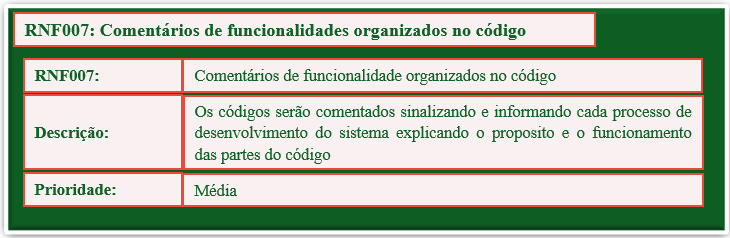 RNF007: Comentários de funcionalidades organizados no código
RNF007:
Comentários de funcionalidade organizados no código
Descrição:
Os códigos serão comentados sinalizando e informando cada processo de
desenvolvimento do sistema explicando o proposito e o funcionamento
das partes do código
Prioridade:
Média